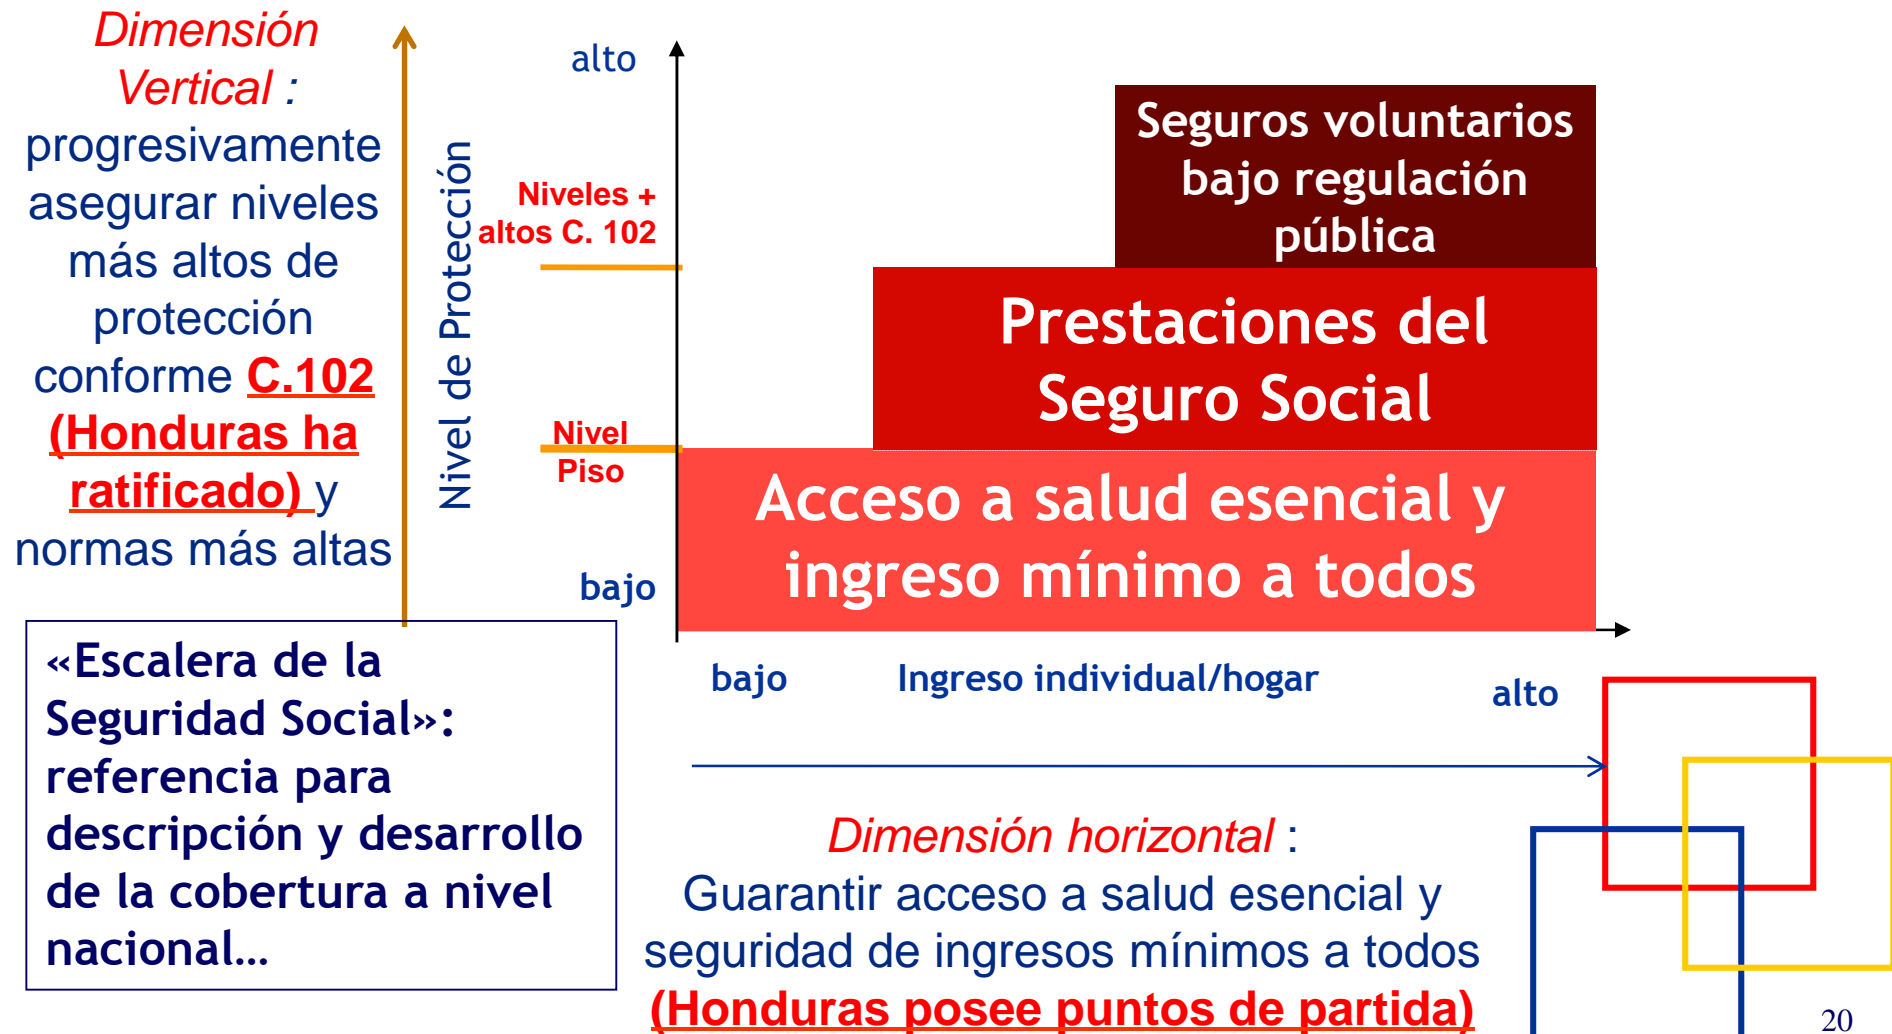 Dimensión
Vertical :
progresivamente
asegurar niveles
más altos de
protección
conforme C.102
(Honduras ha
ratificado) y
normas más altas
Nivel de Protección
alto
Niveles +
altos C. 102
Nivel
Piso
bajo
Seguros voluntarios
bajo regulación
pública
Prestaciones del
Seguro Social
Acceso a salud esencial y
ingreso mínimo a todos
bajo
Ingreso individual/hogar
alto
«Escalera de la
Seguridad Social»:
referencia para
descripción y desarrollo
de la cobertura a nivel
nacional…
Dimensión horizontal :
Guarantir acceso a salud esencial y
seguridad de ingresos mínimos a todos
(Honduras posee puntos de partida)
20